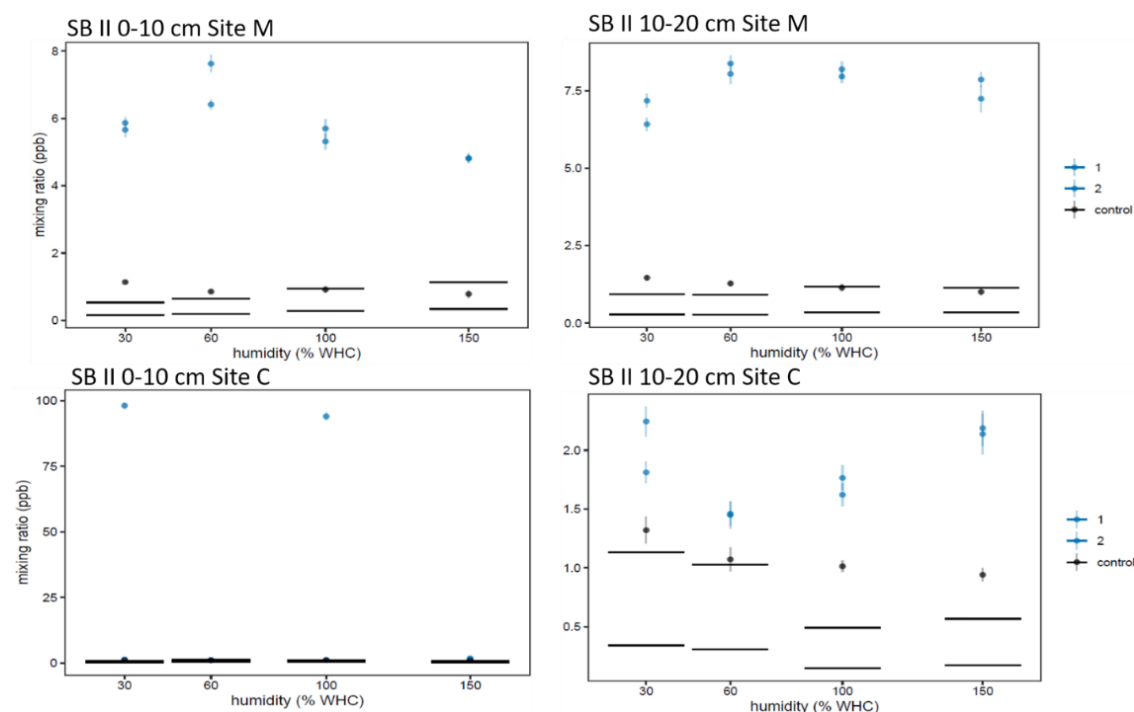 SB II 0-10 cm Site M
8
6
4
2
0
mixing ratio (ppb)
30 60 100 150
humidity (% WHC)
SB II 10-20 cm Site M
7.5
5.0
2.5
0.0
30 60 100 150
humidity (% WHC)
1
2
control
SB II 0-10 cm Site C
100
75
50
25
0
mixing ratio (ppb)
30 60 100 150
humidity (% WHC)
SB II 10-20 cm Site C
2.0
1.5
1.0
0.5
30 60 100 150
humidity (% WHC)
1
2
control